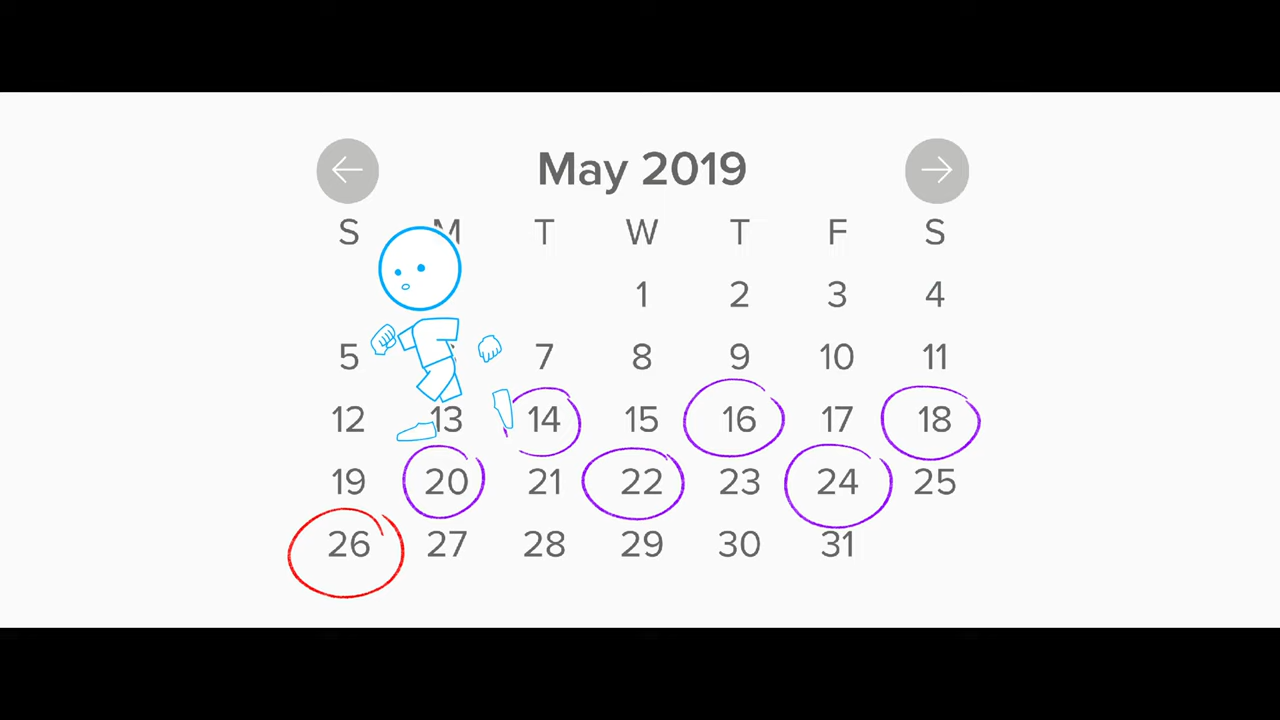 ← May 2019 →
S M T W T F S
1 2 3 4
5 7 8 9 10 11
12 13 14 15 16 17 18
19 20 21 22 23 24 25
26 27 28 29 30 31